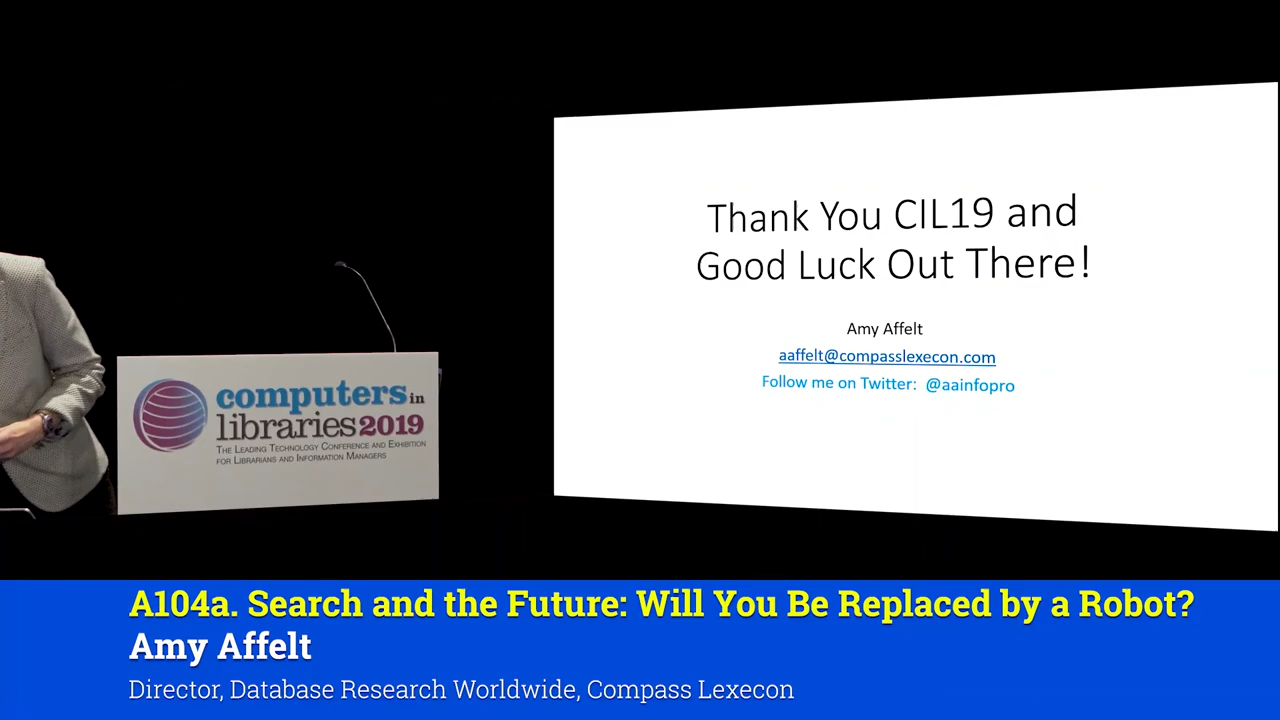 Thank You CIL19 and
Good Luck Out There!
Amy Affelt
aaffelt@compasslexecon.com
Follow me on Twitter: @aainfopro
computers in
libraries 2019
The Leading Technology Conference and Exhibition
for Librarians and Information Managers
A104a. Search and the Future: Will You Be Replaced by a Robot?
Amy Affelt
Director, Database Research Worldwide, Compass Lexecon